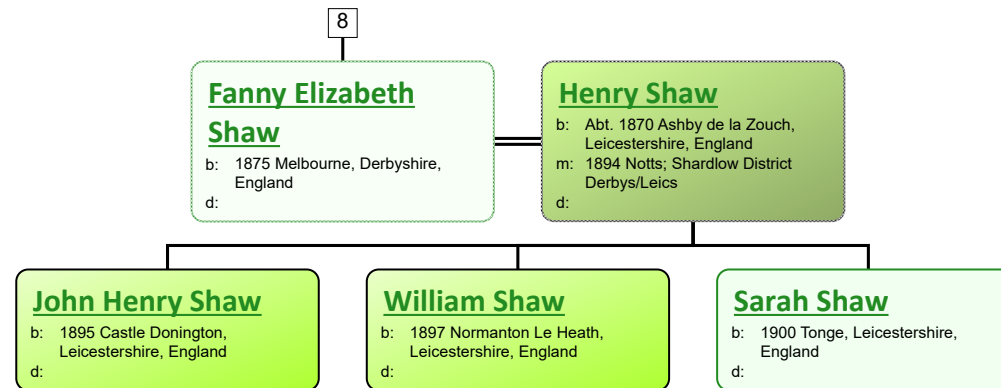 8
Fanny Elizabeth
Shaw
b: 1875 Melbourne, Derbyshire,
England
d:
Henry Shaw
b: Abt. 1870 Ashby de la Zouch,
Leicestershire, England
m: 1894 Notts; Shardlow District
Derbys/Leics
d:
John Henry Shaw
b: 1895 Castle Donington,
Leicestershire, England
d:
William Shaw
b: 1897 Normanton Le Heath,
Leicestershire, England
d:
Sarah Shaw
b: 1900 Tonge, Leicestershire,
England
d: